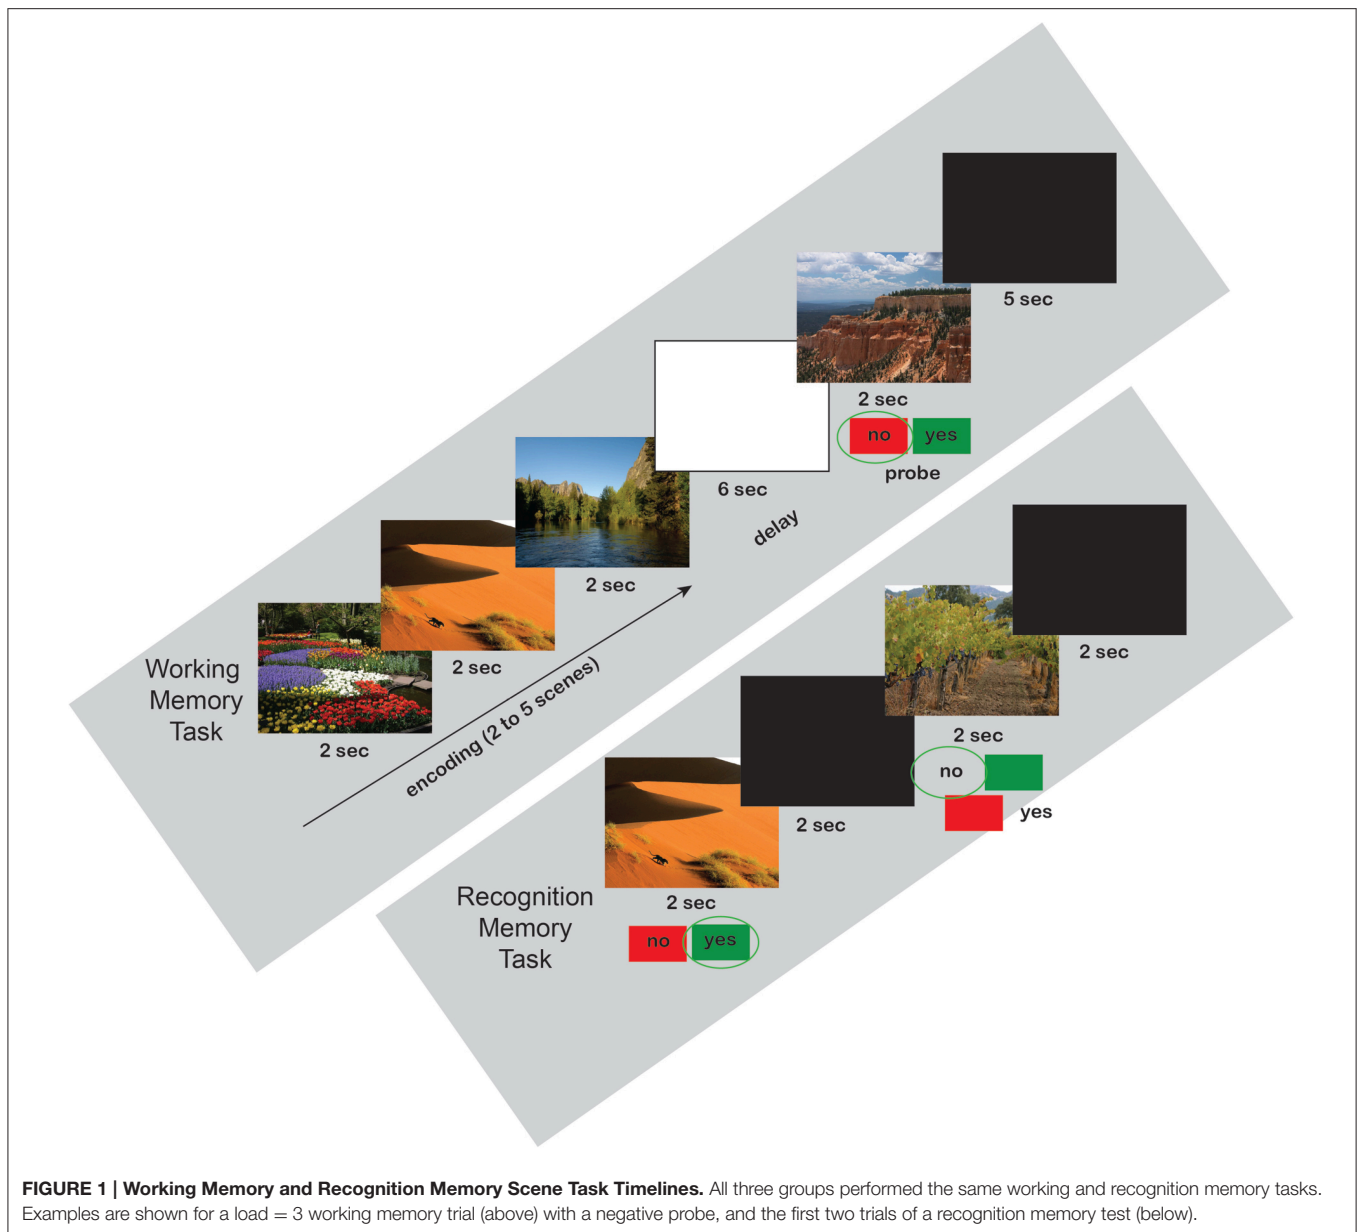 5 sec
2 sec
no yes
probe
6 sec
delay
2 sec
2 sec
Working
Memory
Task
2 sec
encoding (2 to 5 scenes)
2 sec
2 sec
no
yes
2 sec
Recognition
Memory
Task
2 sec
no yes
FIGURE 1 | Working Memory and Recognition Memory Scene Task Timelines. All three groups performed the same working and recognition memory tasks.
Examples are shown for a load = 3 working memory trial (above) with a negative probe, and the first two trials of a recognition memory test (below).